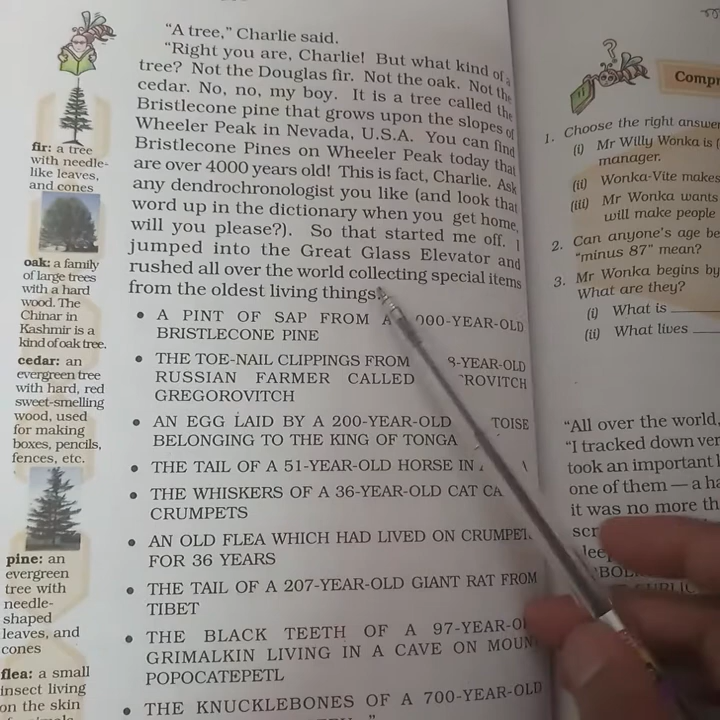 "A tree," Charlie said.
"Right you are, Charlie! But what kind of a
tree? Not the Douglas fir. Not the oak. Not the
cedar. No, no, my boy. It is a tree called the
Bristlecone pine that grows upon the slopes of
Wheeler Peak in Nevada, U.S.A. You can find
Bristlecone Pines on Wheeler Peak today that
are over 4000 years old! This is fact, Charlie. Ask
any dendrochronologist you like (and look that
word up in the dictionary when you get home,
will you please?). So that started me off. I
jumped into the Great Glass Elevator and
rushed all over the world collecting special items
from the oldest living things.
• A PINT OF SAP FROM A 000-YEAR-OLD
BRISTLECONE PINE
• THE TOE-NAIL CLIPPINGS FROM 8-YEAR-OLD
RUSSIAN FARMER CALLED ROVITCH
GREGOROVITCH
• AN EGG LAID BY A 200-YEAR-OLD TOISE
BELONGING TO THE KING OF TONGA
• THE TAIL OF A 51-YEAR-OLD HORSE IN
• THE WHISKERS OF A 36-YEAR-OLD CAT CA
CRUMPETS
• AN OLD FLEA WHICH HAD LIVED ON CRUMPET
FOR 36 YEARS
• THE TAIL OF A 207-YEAR-OLD GIANT RAT FROM
TIBET
• THE BLACK TEETH OF A 97-YEAR-OL
GRIMALKIN LIVING IN A CAVE ON MOUN
POPOCATEPETL
• THE KNUCKLEBONES OF A 700-YEAR-OLD
fir: a tree
with needle-
like leaves,
and cones
oak: a family
of large trees
with a hard
wood. The
Chinar in
Kashmir is a
kind of oak tree.
cedar: an
evergreen tree
with hard, red
sweet-smelling
wood, used
for making
boxes, pencils,
fences, etc.
pine: an
evergreen
tree with
needle-
shaped
leaves, and
cones
flea: a small
insect living
on the skin
Compr
1. Choose the right answer
(i) Mr Willy Wonka is
manager.
(ii) Wonka-Vite makes
(iii) Mr Wonka wants
will make people
2. Can anyone's age be
"minus 87" mean?
3. Mr Wonka begins by
What are they?
(i) What is
(ii) What lives
"All over the world,
"I tracked down ver
took an important
one of them — a ha
it was no more th
scr